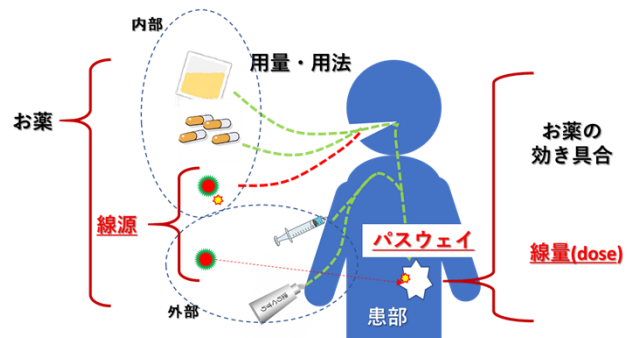 内部
用量・用法
お薬
お薬の
効き具合
線源
パスウェイ
線量(dose)
外部
患部